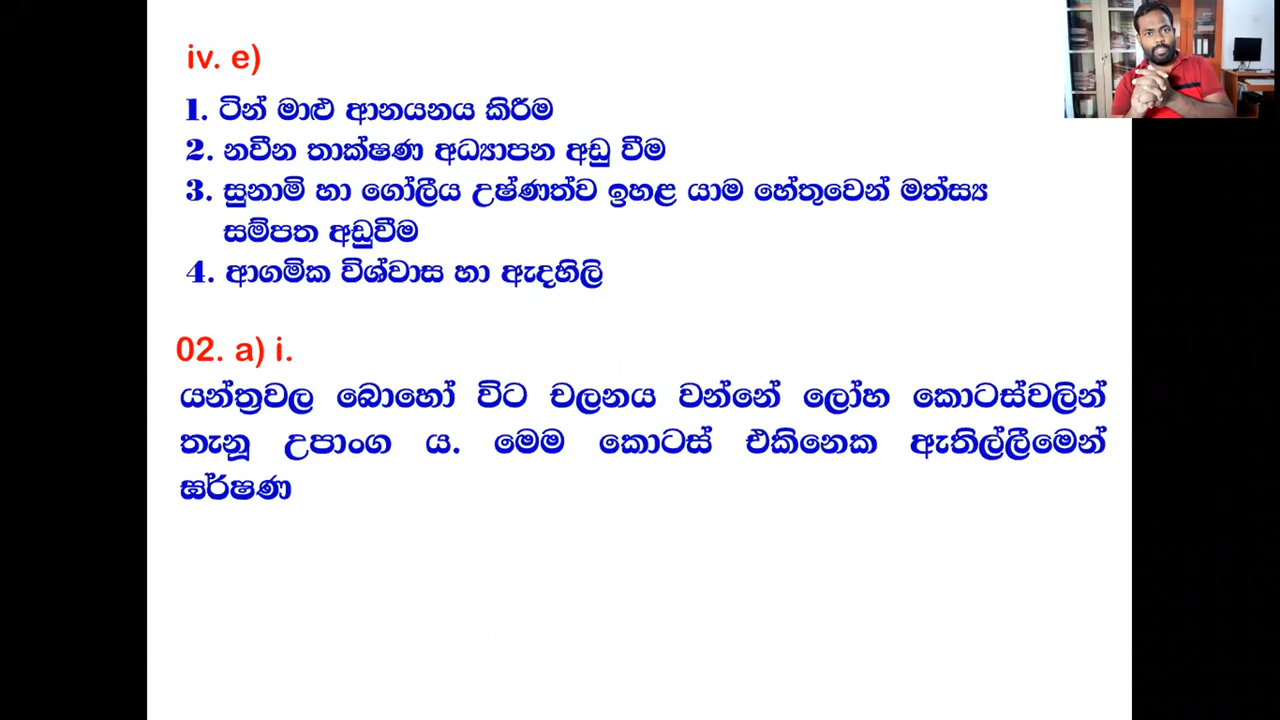 iv. e)
1. ටින් මාළු ආනයනය කිරීම
2. නවීන තාක්ෂණ අධ්‍යාපන අඩු වීම
3. සුනාමි හා ගෝලීය උෂ්ණත්ව ඉහළ යාම හේතුවෙන් මත්ස්‍ය
සම්පත අඩුවීම
4. ආගමික විශ්වාස හා ඇදහිලි
02. a) i.
යන්ත්‍රවල බොහෝ විට චලනය වන්නේ ලෝහ කොටස්වලින්
තැනූ උපාංග ය. මෙම කොටස් එකිනෙක ඇතිල්ලීමෙන්
ඝර්ෂණ